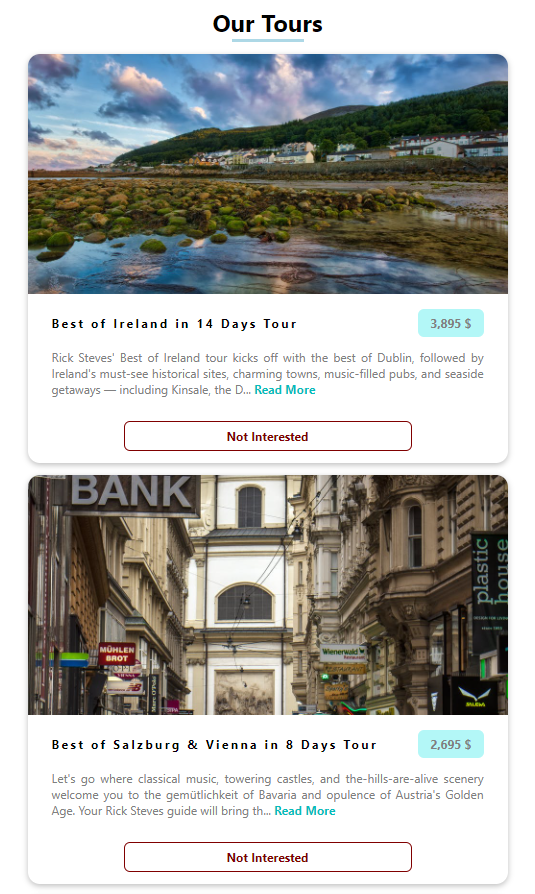 Our Tours
Best of Ireland in 14 Days Tour
3,895 $
Rick Steves' Best of Ireland tour kicks off with the best of Dublin, followed by
Ireland's must-see historical sites, charming towns, music-filled pubs, and seaside
getaways — including Kinsale, the D... Read More
Not Interested
BANK
plastic
house
DESIGN FOR LIVING
MÜHLEN
BROT
Wienerwald
Best of Salzburg & Vienna in 8 Days Tour
2,695 $
Let's go where classical music, towering castles, and the-hills-are-alive scenery
welcome you to the gemütlichkeit of Bavaria and opulence of Austria's Golden
Age. Your Rick Steves guide will bring th... Read More
Not Interested